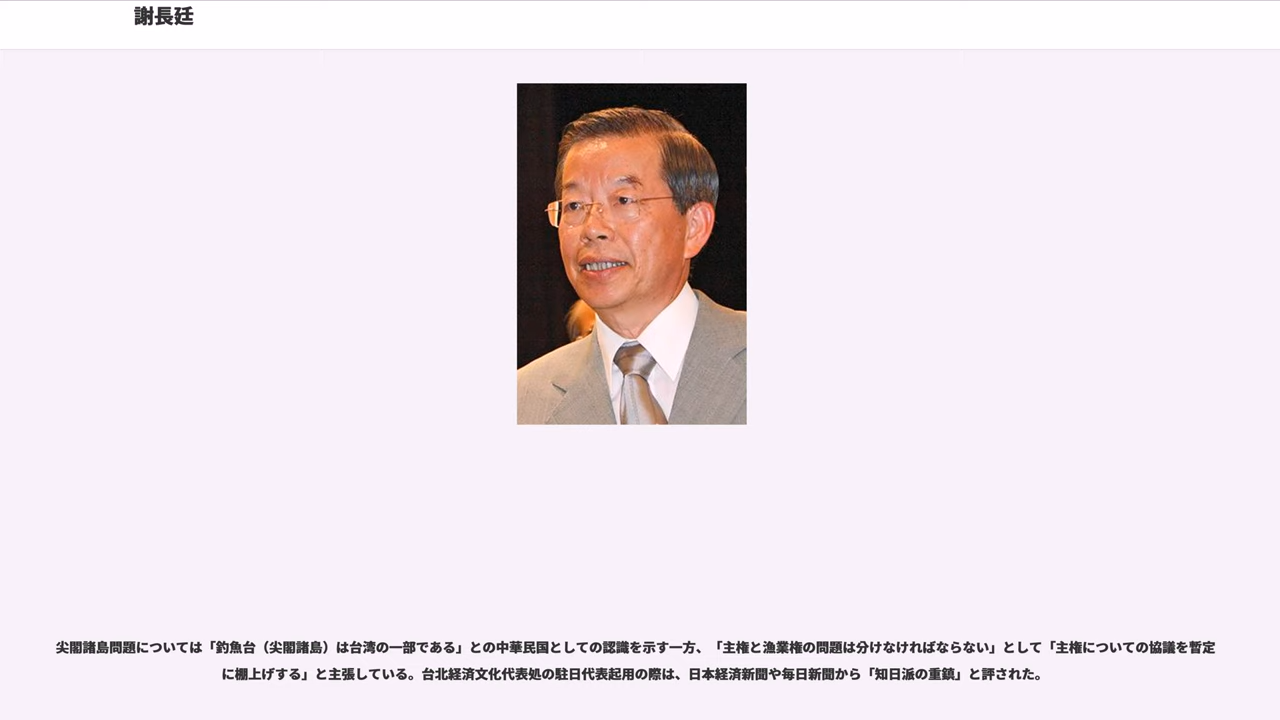 謝長廷
尖閣諸島問題については「釣魚台（尖閣諸島）は台湾の一部である」との中華民国としての認識を示す一方、「主権と漁業権の問題は分けなければならない」として「主権についての協議を暫定
に棚上げする」と主張している。台北経済文化代表処の駐日代表起用の際は、日本経済新聞や毎日新聞から「知日派の重鎮」と評された。